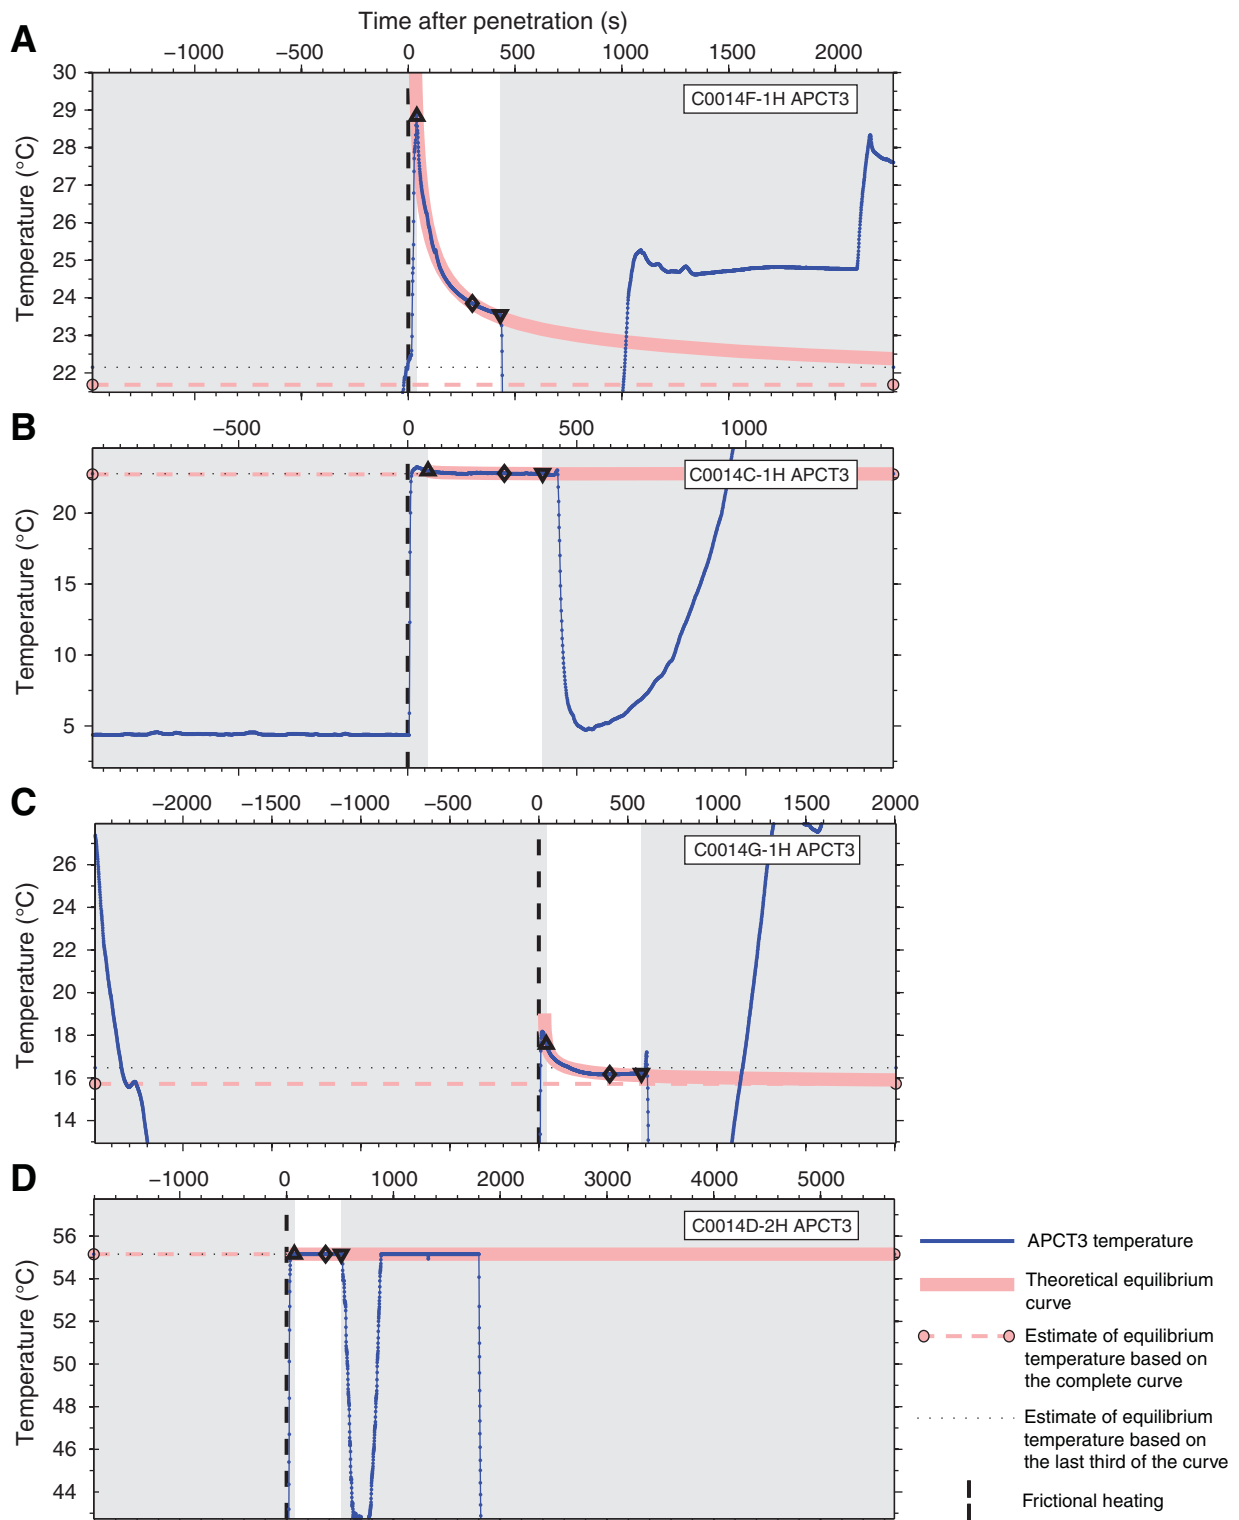 Time after penetration (s)
A
−1000 −500 0 500 1000 1500 2000
30
29
28
27
26
25
24
23
22
Temperature (°C)
C0014F-1H APCT3
B
−500 0 500 1000
20
15
10
5
Temperature (°C)
C0014C-1H APCT3
C
−2000 −1500 −1000 −500 0 500 1000 1500 2000
26
24
22
20
18
16
14
Temperature (°C)
C0014G-1H APCT3
D
−1000 0 1000 2000 3000 4000 5000
56
54
52
50
48
46
44
Temperature (°C)
C0014D-2H APCT3
APCT3 temperature
Theoretical equilibrium
curve
Estimate of equilibrium
temperature based on
the complete curve
Estimate of equilibrium
temperature based on
the last third of the curve
Frictional heating